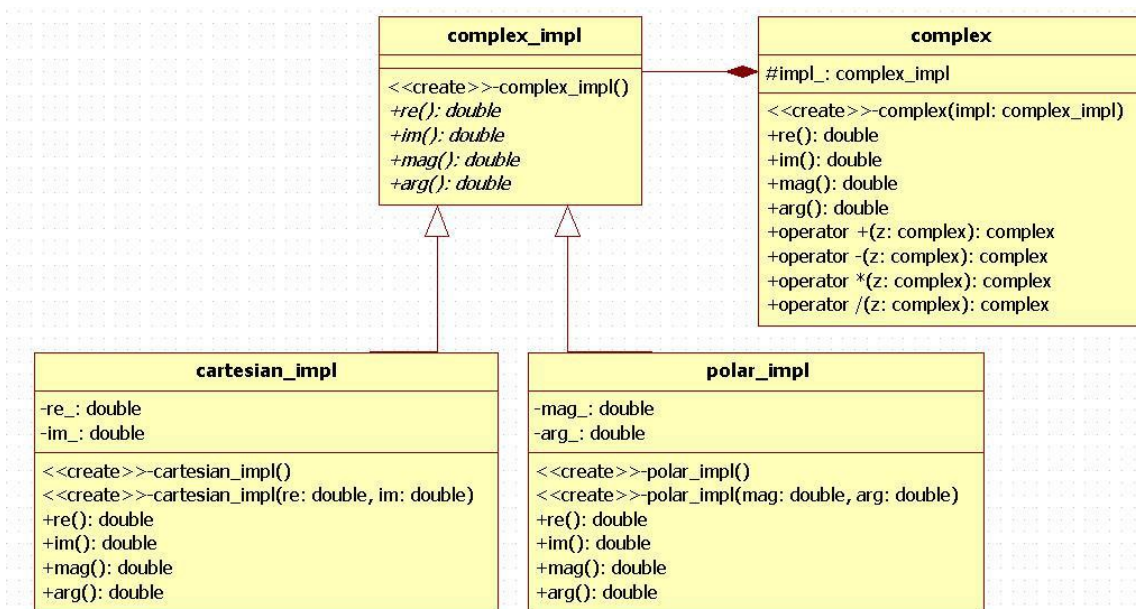 complex_impl
<<create>>-complex_impl()
+re(): double
+im(): double
+mag(): double
+arg(): double
complex
#impl_: complex_impl
<<create>>-complex(impl: complex_impl)
+re(): double
+im(): double
+mag(): double
+arg(): double
+operator +(z: complex): complex
+operator -(z: complex): complex
+operator *(z: complex): complex
+operator /(z: complex): complex
cartesian_impl
-re_: double
-im_: double
<<create>>-cartesian_impl()
<<create>>-cartesian_impl(re: double, im: double)
+re(): double
+im(): double
+mag(): double
+arg(): double
polar_impl
-mag_: double
-arg_: double
<<create>>-polar_impl()
<<create>>-polar_impl(mag: double, arg: double)
+re(): double
+im(): double
+mag(): double
+arg(): double